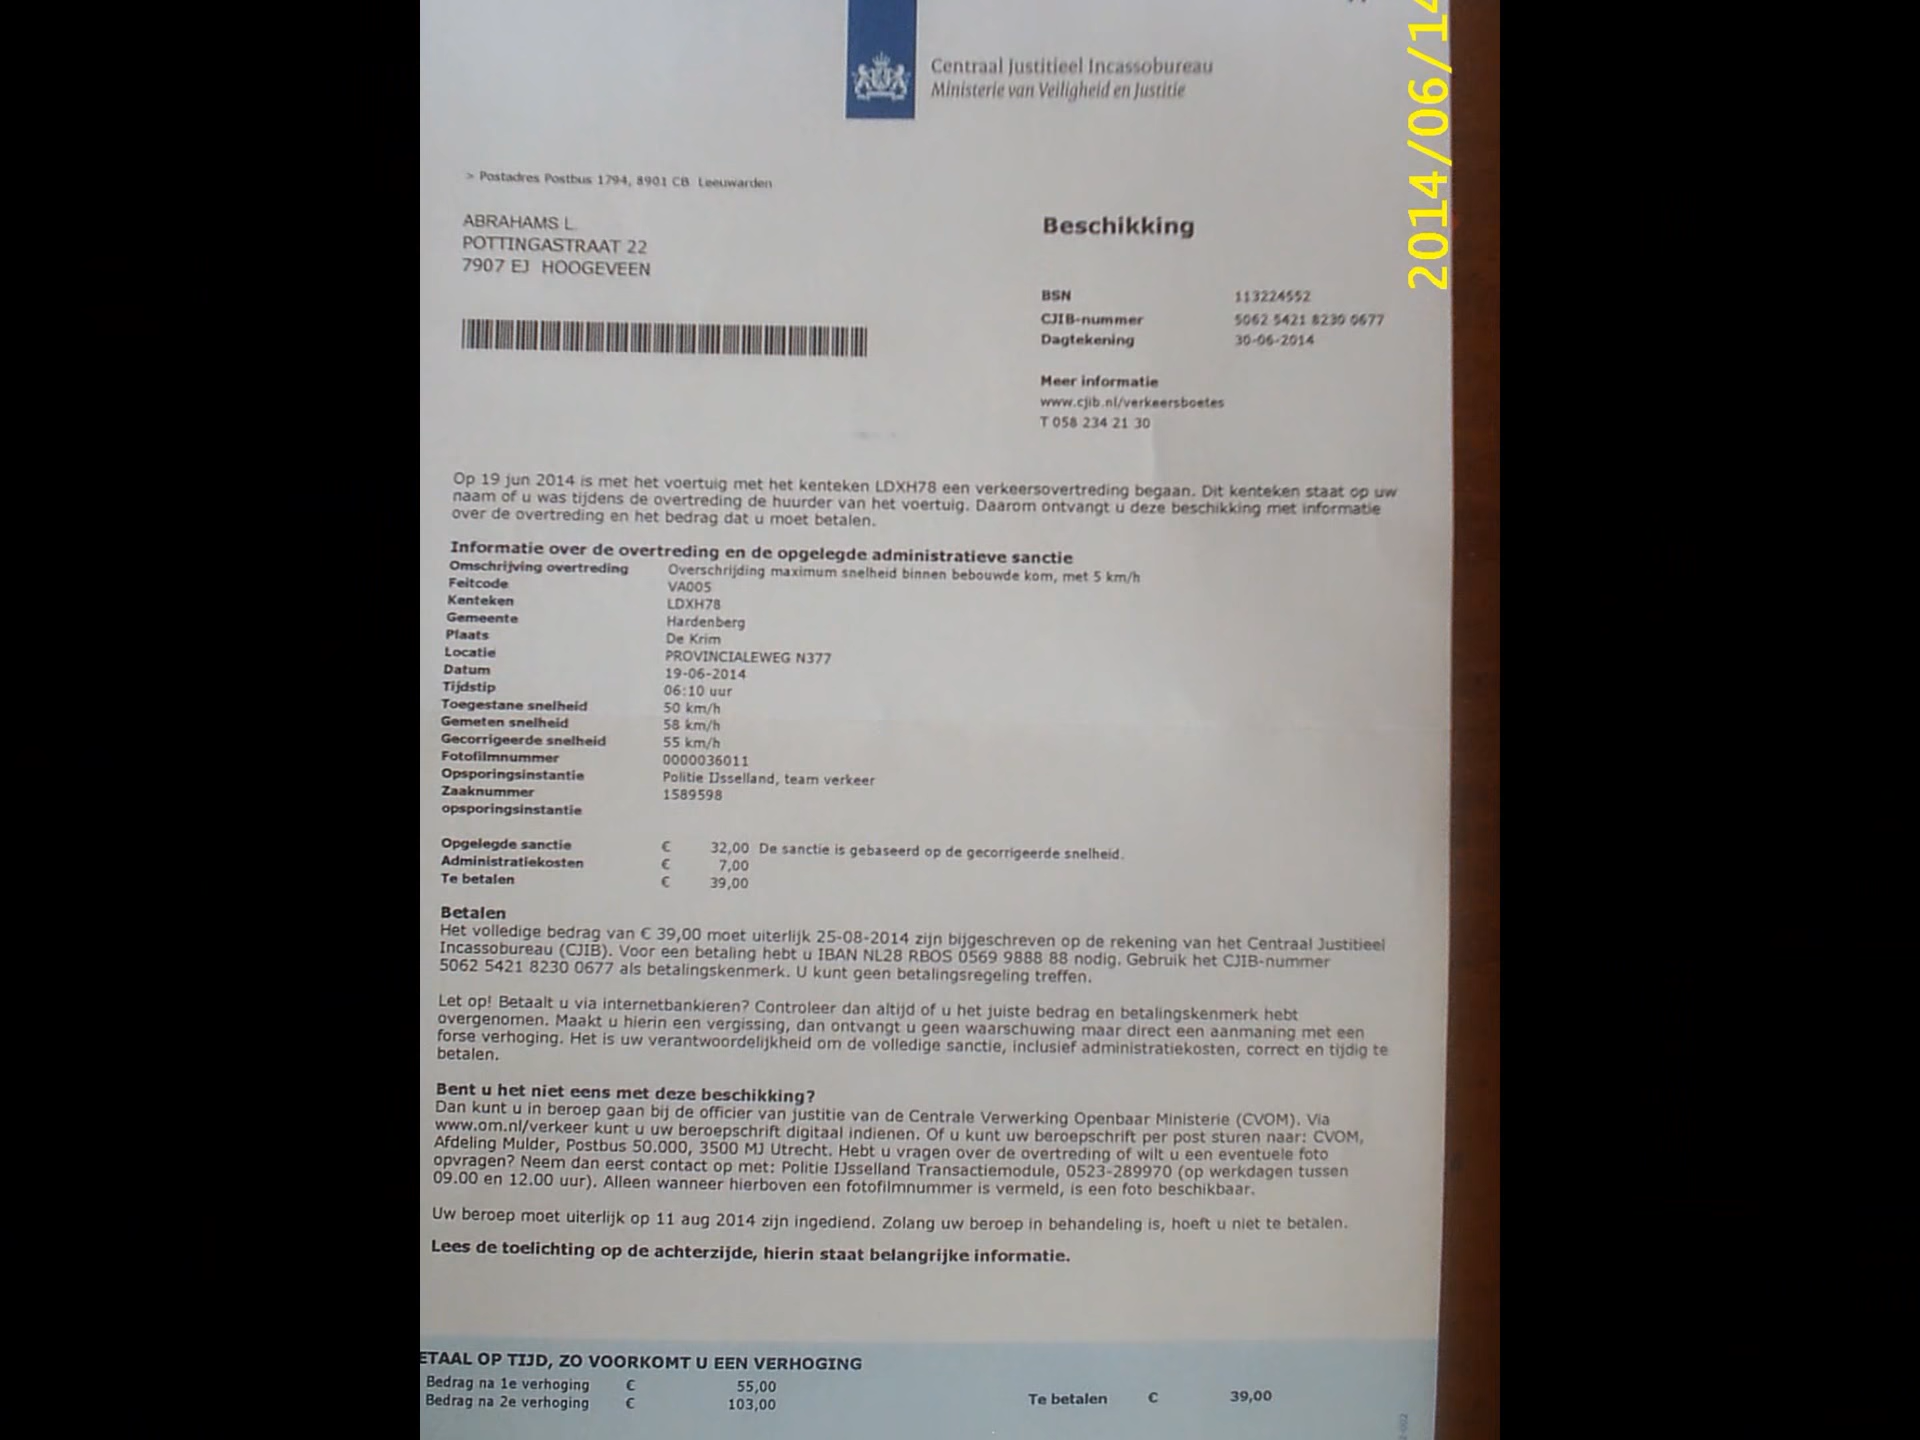 Centraal Justitieel Incassobureau
Ministerie van Veiligheid en Justitie
2014/06/14
> Postadres Postbus 1794, 8901 CB Leeuwarden
ABRAHAMS L.
POTTINGASTRAAT 22
7907 EJ HOOGEVEEN
Beschikking
BSN 113224552
CJIB-nummer 5062 5421 8230 0677
Dagtekening 30-06-2014
Meer informatie
www.cjib.nl/verkeersboetes
T 058 234 21 30
Op 19 jun 2014 is met het voertuig met het kenteken LDXH78 een verkeersovertreding begaan. Dit kenteken staat op uw
naam of u was tijdens de overtreding de huurder van het voertuig. Daarom ontvangt u deze beschikking met informatie
over de overtreding en het bedrag dat u moet betalen.
Informatie over de overtreding en de opgelegde administratieve sanctie
Omschrijving overtreding Overschrijding maximum snelheid binnen bebouwde kom, met 5 km/h
Feitcode VA005
Kenteken LDXH78
Gemeente Hardenberg
Plaats De Krim
Locatie PROVINCIALEWEG N377
Datum 19-06-2014
Tijdstip 06:10 uur
Toegestane snelheid 50 km/h
Gemeten snelheid 58 km/h
Gecorrigeerde snelheid 55 km/h
Fotofilmnummer 0000036011
Opsporingsinstantie Politie IJsselland, team verkeer
Zaaknummer 1589598
opsporingsinstantie
Opgelegde sanctie € 32,00 De sanctie is gebaseerd op de gecorrigeerde snelheid.
Administratiekosten € 7,00
Te betalen € 39,00
Betalen
Het volledige bedrag van € 39,00 moet uiterlijk 25-08-2014 zijn bijgeschreven op de rekening van het Centraal Justitieel
Incassobureau (CJIB). Voor een betaling hebt u IBAN NL28 RBOS 0569 9888 88 nodig. Gebruik het CJIB-nummer
5062 5421 8230 0677 als betalingskenmerk. U kunt geen betalingsregeling treffen.
Let op! Betaalt u via internetbankieren? Controleer dan altijd of u het juiste bedrag en betalingskenmerk hebt
overgenomen. Maakt u hierin een vergissing, dan ontvangt u geen waarschuwing maar direct een aanmaning met een
forse verhoging. Het is uw verantwoordelijkheid om de volledige sanctie, inclusief administratiekosten, correct en tijdig te
betalen.
Bent u het niet eens met deze beschikking?
Dan kunt u in beroep gaan bij de officier van justitie van de Centrale Verwerking Openbaar Ministerie (CVOM). Via
www.om.nl/verkeer kunt u uw beroepschrift digitaal indienen. Of u kunt uw beroepschrift per post sturen naar: CVOM,
Afdeling Mulder, Postbus 50.000, 3500 MJ Utrecht. Hebt u vragen over de overtreding of wilt u een eventuele foto
opvragen? Neem dan eerst contact op met: Politie IJsselland Transactiemodule, 0523-289970 (op werkdagen tussen
09.00 en 12.00 uur). Alleen wanneer hierboven een fotofilmnummer is vermeld, is een foto beschikbaar.
Uw beroep moet uiterlijk op 11 aug 2014 zijn ingediend. Zolang uw beroep in behandeling is, hoeft u niet te betalen.
Lees de toelichting op de achterzijde, hierin staat belangrijke informatie.
ETAAL OP TIJD, ZO VOORKOMT U EEN VERHOGING
Bedrag na 1e verhoging € 55,00
Bedrag na 2e verhoging € 103,00
Te betalen € 39,00